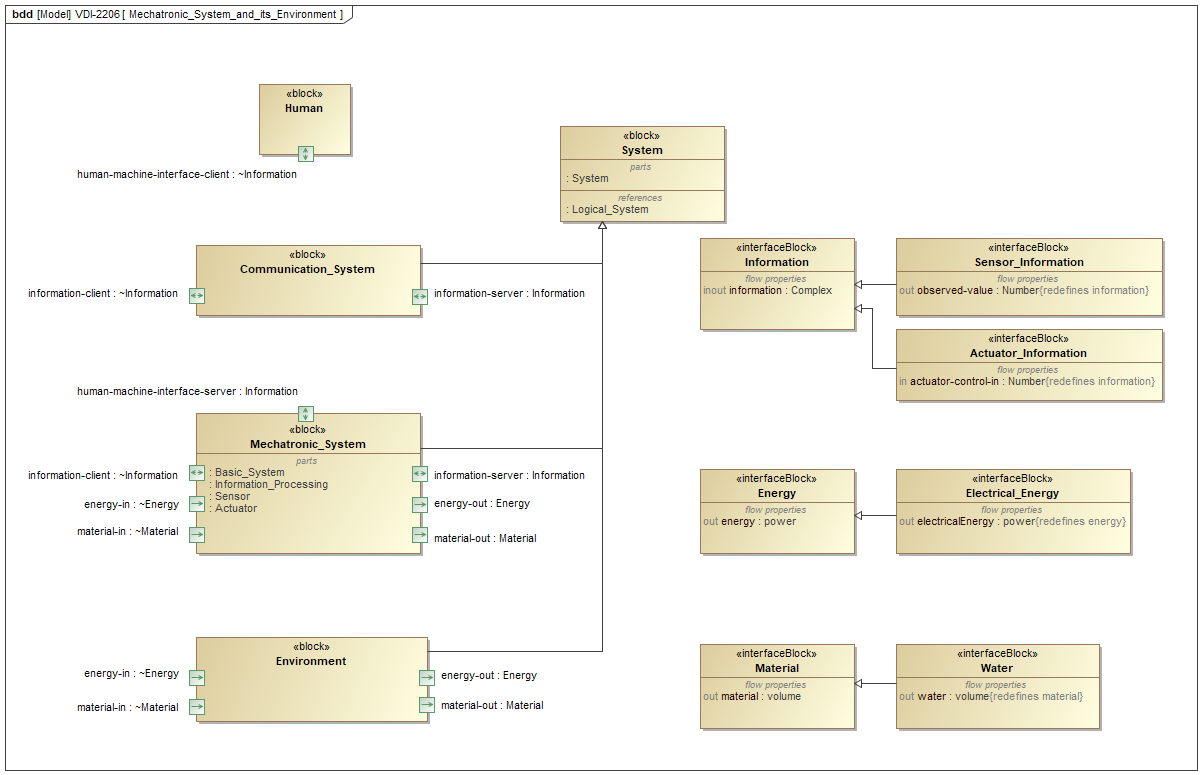 bdd [Model] VDI-2206 [ Mechatronic_System_and_its_Environment ]
«block»
Human
human-machine-interface-client : ~Information
«block»
System
parts
: System
references
: Logical_System
«block»
Communication_System
information-client : ~Information
information-server : Information
human-machine-interface-server : Information
«block»
Mechatronic_System
parts
: Basic_System
: Information_Processing
: Sensor
: Actuator
information-client : ~Information
energy-in : ~Energy
material-in : ~Material
information-server : Information
energy-out : Energy
material-out : Material
«block»
Environment
energy-in : ~Energy
material-in : ~Material
energy-out : Energy
material-out : Material
«interfaceBlock»
Information
flow properties
inout information : Complex
«interfaceBlock»
Sensor_Information
flow properties
out observed-value : Number{redefines information}
«interfaceBlock»
Actuator_Information
flow properties
in actuator-control-in : Number{redefines information}
«interfaceBlock»
Energy
flow properties
out energy : power
«interfaceBlock»
Electrical_Energy
flow properties
out electricalEnergy : power{redefines energy}
«interfaceBlock»
Material
flow properties
out material : volume
«interfaceBlock»
Water
flow properties
out water : volume{redefines material}